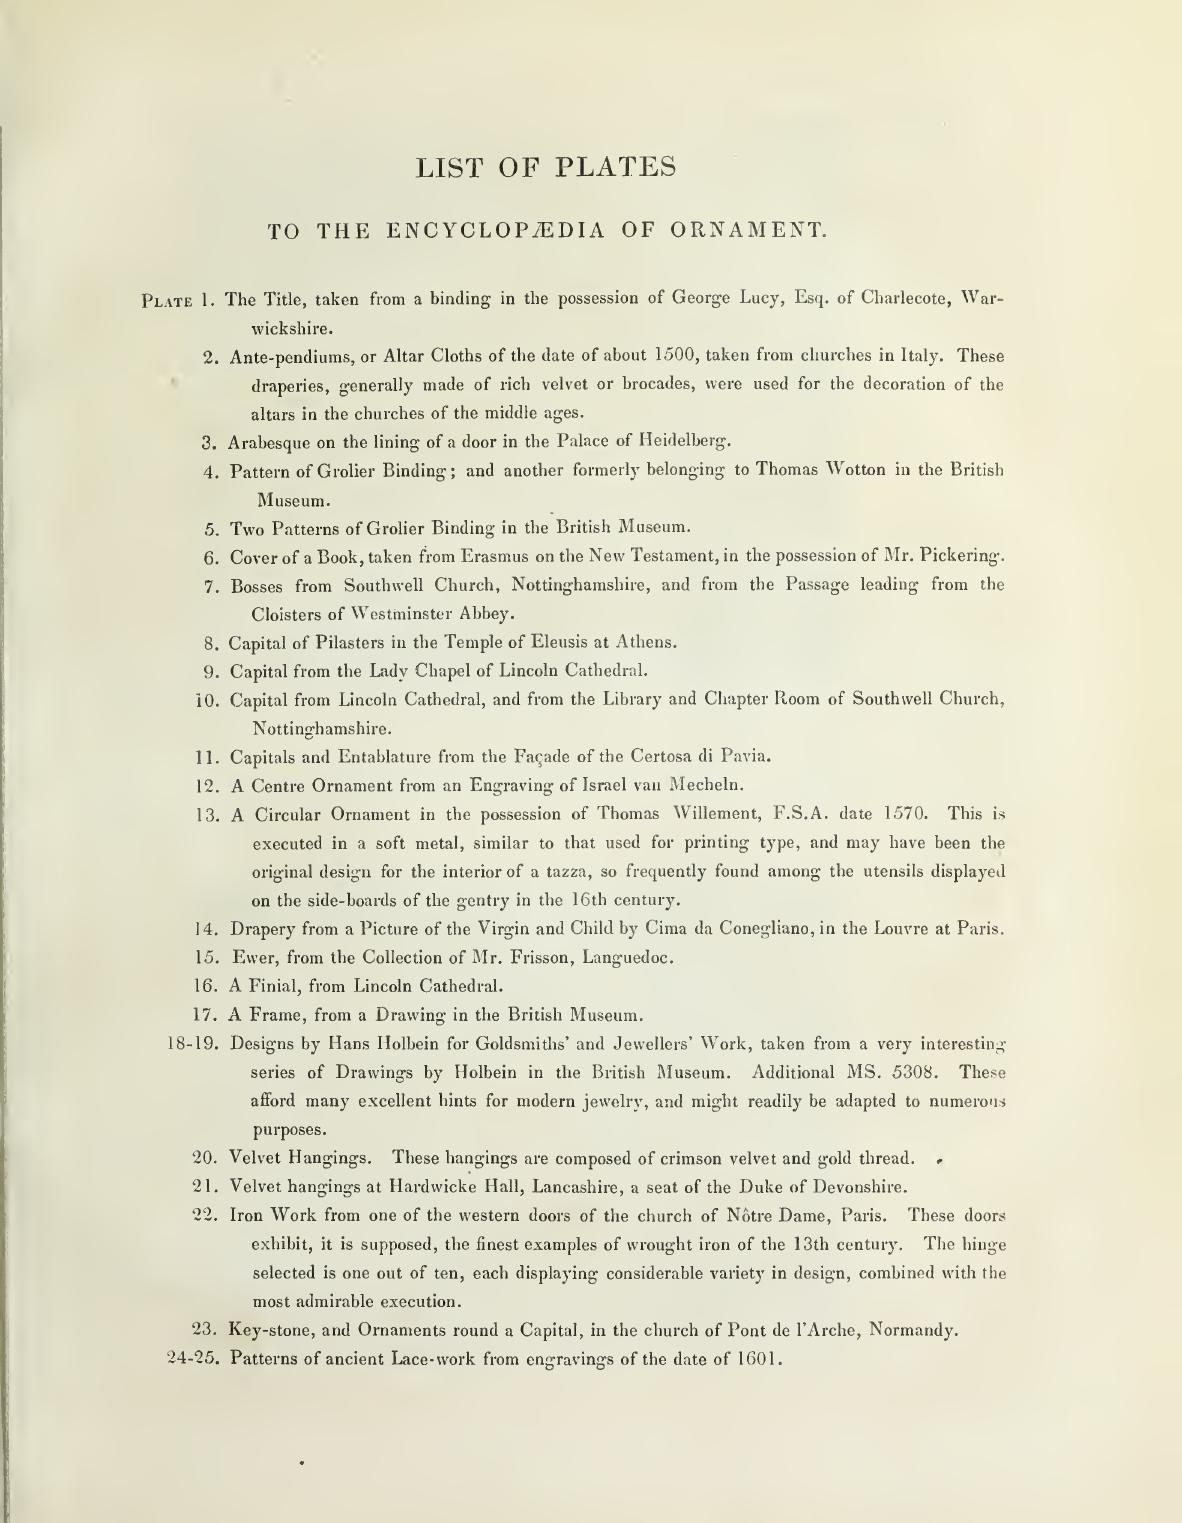 LIST OF PLATES
TO THE ENCYCLOPÆDIA OF ORNAMENT.
PLATE 1. The Title, taken from a binding in the possession of George Lucy, Esq. of Charlecote, War-
wickshire.
2. Ante-pendiums, or Altar Cloths of the date of about 1500, taken from churches in Italy. These
draperies, generally made of rich velvet or brocades, were used for the decoration of the
altars in the churches of the middle ages.
3. Arabesque on the lining of a door in the Palace of Heidelberg.
4. Pattern of Grolier Binding; and another formerly belonging to Thomas Wotton in the British
Museum.
5. Two Patterns of Grolier Binding in the British Museum.
6. Cover of a Book, taken from Erasmus on the New Testament, in the possession of Mr. Pickering.
7. Bosses from Southwell Church, Nottinghamshire, and from the Passage leading from the
Cloisters of Westminster Abbey.
8. Capital of Pilasters in the Temple of Eleusis at Athens.
9. Capital from the Lady Chapel of Lincoln Cathedral.
10. Capital from Lincoln Cathedral, and from the Library and Chapter Room of Southwell Church,
Nottinghamshire.
11. Capitals and Entablature from the Façade of the Certosa di Pavia.
12. A Centre Ornament from an Engraving of Israel van Mecheln.
13. A Circular Ornament in the possession of Thomas Willement, F.S.A. date 1570. This is
executed in a soft metal, similar to that used for printing type, and may have been the
original design for the interior of a tazza, so frequently found among the utensils displayed
on the side-boards of the gentry in the 16th century.
14. Drapery from a Picture of the Virgin and Child by Cima da Conegliano, in the Louvre at Paris.
15. Ewer, from the Collection of Mr. Frisson, Languedoc.
16. A Finial, from Lincoln Cathedral.
17. A Frame, from a Drawing in the British Museum.
18-19. Designs by Hans Holbein for Goldsmiths' and Jewellers' Work, taken from a very interesting
series of Drawings by Holbein in the British Museum. Additional MS. 5308. These
afford many excellent hints for modern jewelry, and might readily be adapted to numerous
purposes.
20. Velvet Hangings. These hangings are composed of crimson velvet and gold thread.
21. Velvet hangings at Hardwicke Hall, Lancashire, a seat of the Duke of Devonshire.
22. Iron Work from one of the western doors of the church of Nôtre Dame, Paris. These doors
exhibit, it is supposed, the finest examples of wrought iron of the 13th century. The hinge
selected is one out of ten, each displaying considerable variety in design, combined with the
most admirable execution.
23. Key-stone, and Ornaments round a Capital, in the church of Pont de l'Arche, Normandy.
24-25. Patterns of ancient Lace-work from engravings of the date of 1601.